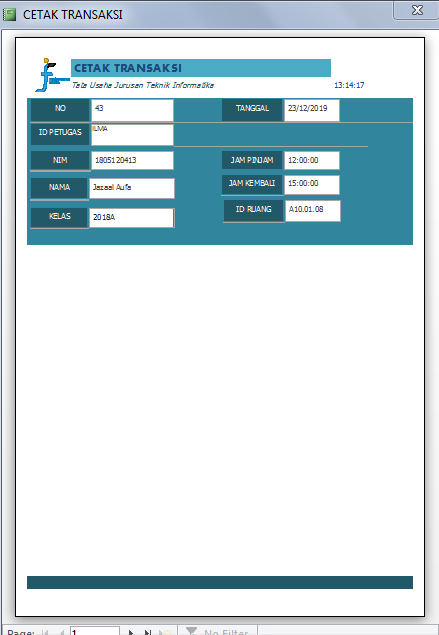 CETAK TRANSAKSI
CETAK TRANSAKSI
Tata Usaha Jurusan Teknik Informatika 13:14:17
NO 43 TANGGAL 23/12/2019
ID PETUGAS ILMA
NIM 1805120413 JAM PINJAM 12:00:00
NAMA Jazaal Aufa JAM KEMBALI 15:00:00
KELAS 2018A ID RUANG A10.01.08
Page: 1 No Filter